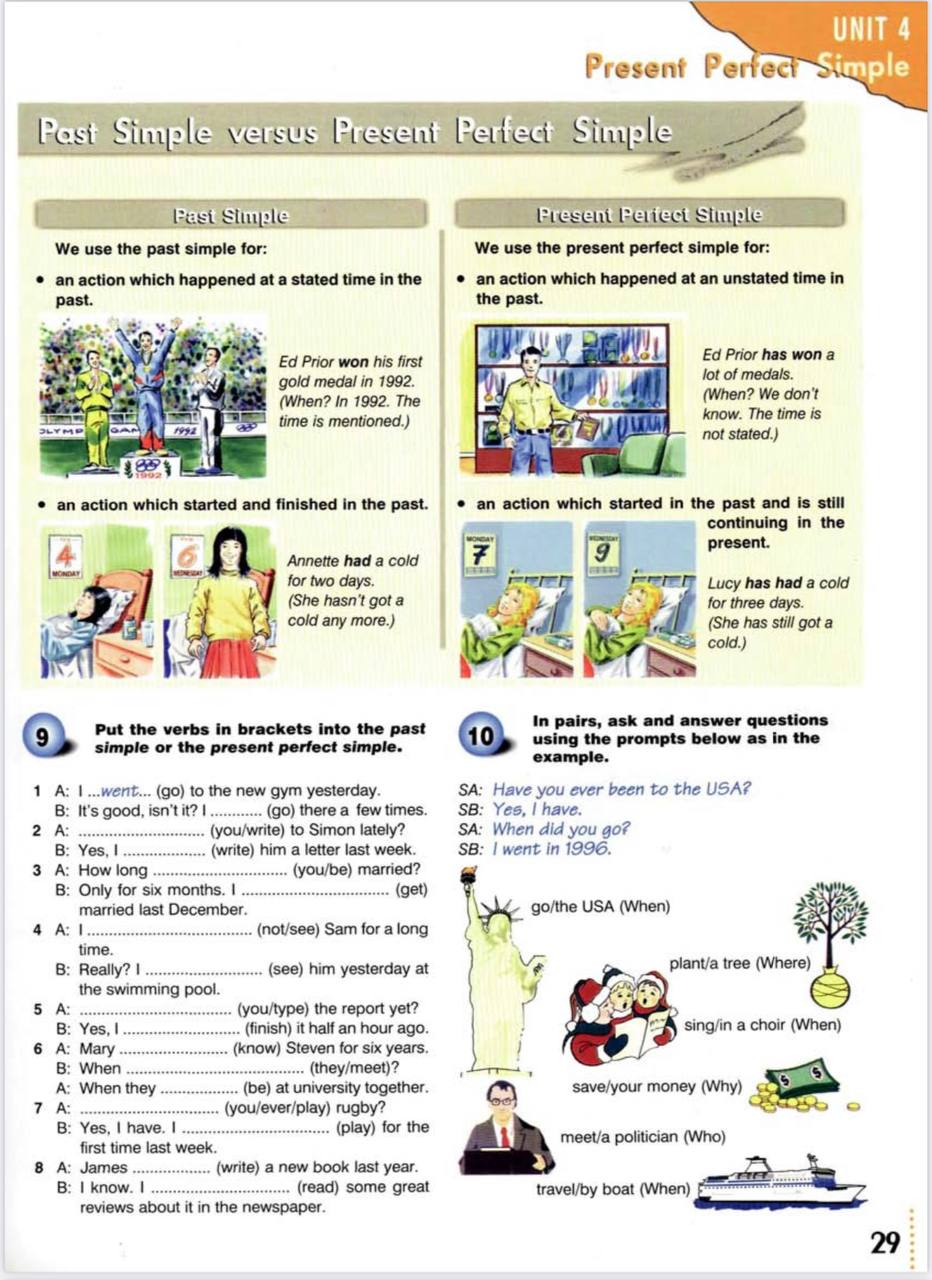 UNIT 4
Present Perfect Simple
Past Simple versus Present Perfect Simple
Past Simple
We use the past simple for:
• an action which happened at a stated time in the
past.
OLYMP GAM 1992
1992
Ed Prior won his first
gold medal in 1992.
(When? In 1992. The
time is mentioned.)
• an action which started and finished in the past.
4
MONDAY
6
WEDNESDAY
Annette had a cold
for two days.
(She hasn't got a
cold any more.)
Present Perfect Simple
We use the present perfect simple for:
• an action which happened at an unstated time in
the past.
Ed Prior has won a
lot of medals.
(When? We don't
know. The time is
not stated.)
• an action which started in the past and is still
continuing in the
present.
MONDAY
7
WEDNESDAY
9
Lucy has had a cold
for three days.
(She has still got a
cold.)
9 Put the verbs in brackets into the past
simple or the present perfect simple.
1 A: I ...went... (go) to the new gym yesterday.
B: It's good, isn't it? I ............ (go) there a few times.
2 A: .............................. (you/write) to Simon lately?
B: Yes, I .................... (write) him a letter last week.
3 A: How long ................................ (you/be) married?
B: Only for six months. I ................................... (get)
married last December.
4 A: I ........................................ (not/see) Sam for a long
time.
B: Really? I ............................ (see) him yesterday at
the swimming pool.
5 A: .................................... (you/type) the report yet?
B: Yes, I ............................ (finish) it half an hour ago.
6 A: Mary .......................... (know) Steven for six years.
B: When .......................................... (they/meet)?
A: When they .................. (be) at university together.
7 A: ................................. (you/ever/play) rugby?
B: Yes, I have. I ................................... (play) for the
first time last week.
8 A: James .................. (write) a new book last year.
B: I know. I ................................. (read) some great
reviews about it in the newspaper.
10 In pairs, ask and answer questions
using the prompts below as in the
example.
SA: Have you ever been to the USA?
SB: Yes, I have.
SA: When did you go?
SB: I went in 1996.
go/the USA (When)
plant/a tree (Where)
sing/in a choir (When)
save/your money (Why)
$ $
meet/a politician (Who)
travel/by boat (When)
29